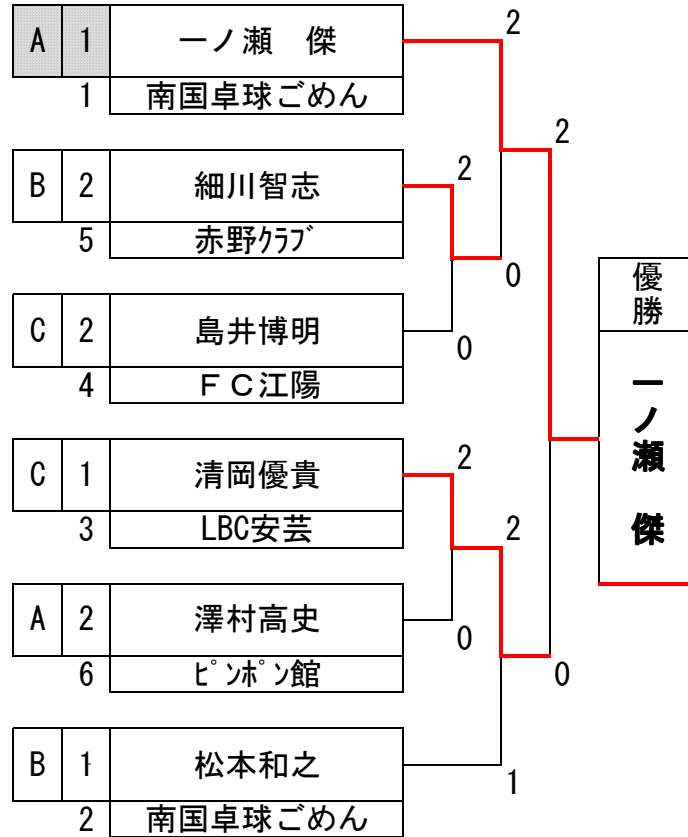 A 1 一ノ瀬　傑 2
1 南国卓球ごめん
2
B 2 細川智志 2
5 赤野ｸﾗﾌﾞ
0
C 2 島井博明 0
4 ＦＣ江陽
C 1 清岡優貴 2
3 LBC安芸
2
A 2 澤村高史 0
6 ﾋﾟﾝﾎﾟﾝ館
0
B 1 松本和之 1
2 南国卓球ごめん
優勝
一ノ瀬　傑